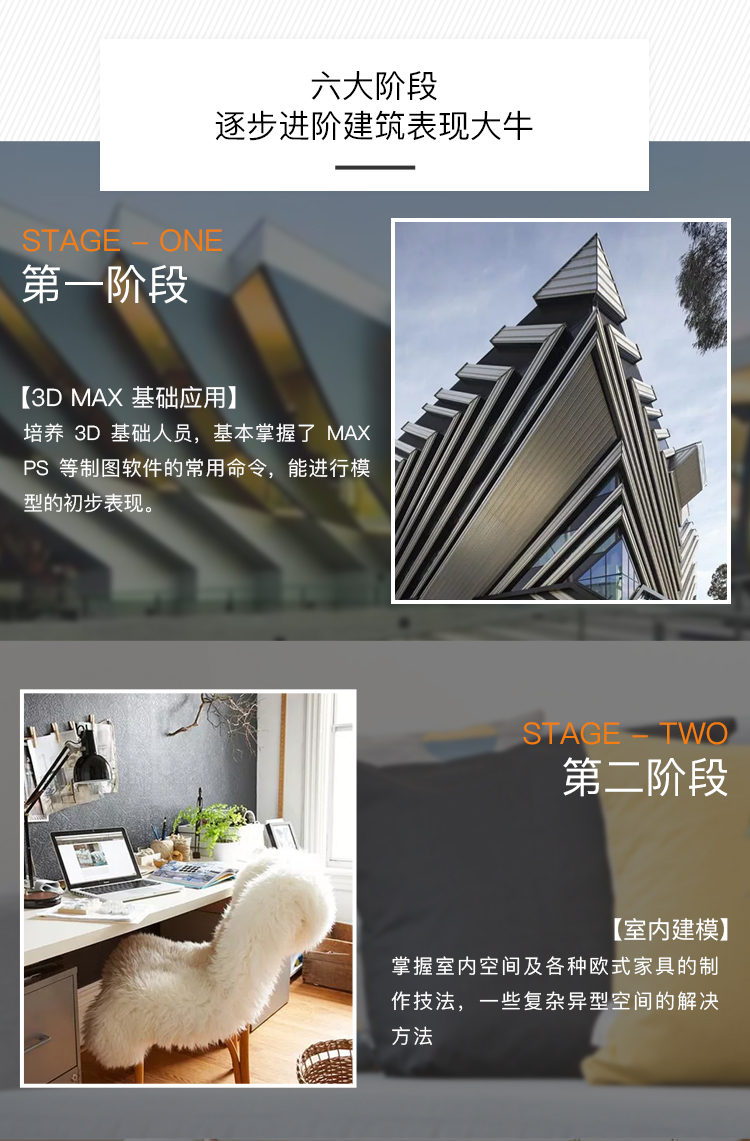 六大阶段
逐步进阶建筑表现大牛
STAGE – ONE
第一阶段
【3D MAX 基础应用】
培养 3D 基础人员，基本掌握了 MAX
PS 等制图软件的常用命令，能进行模
型的初步表现。
STAGE – TWO
第二阶段
【室内建模】
掌握室内空间及各种欧式家具的制
作技法，一些复杂异型空间的解决
方法